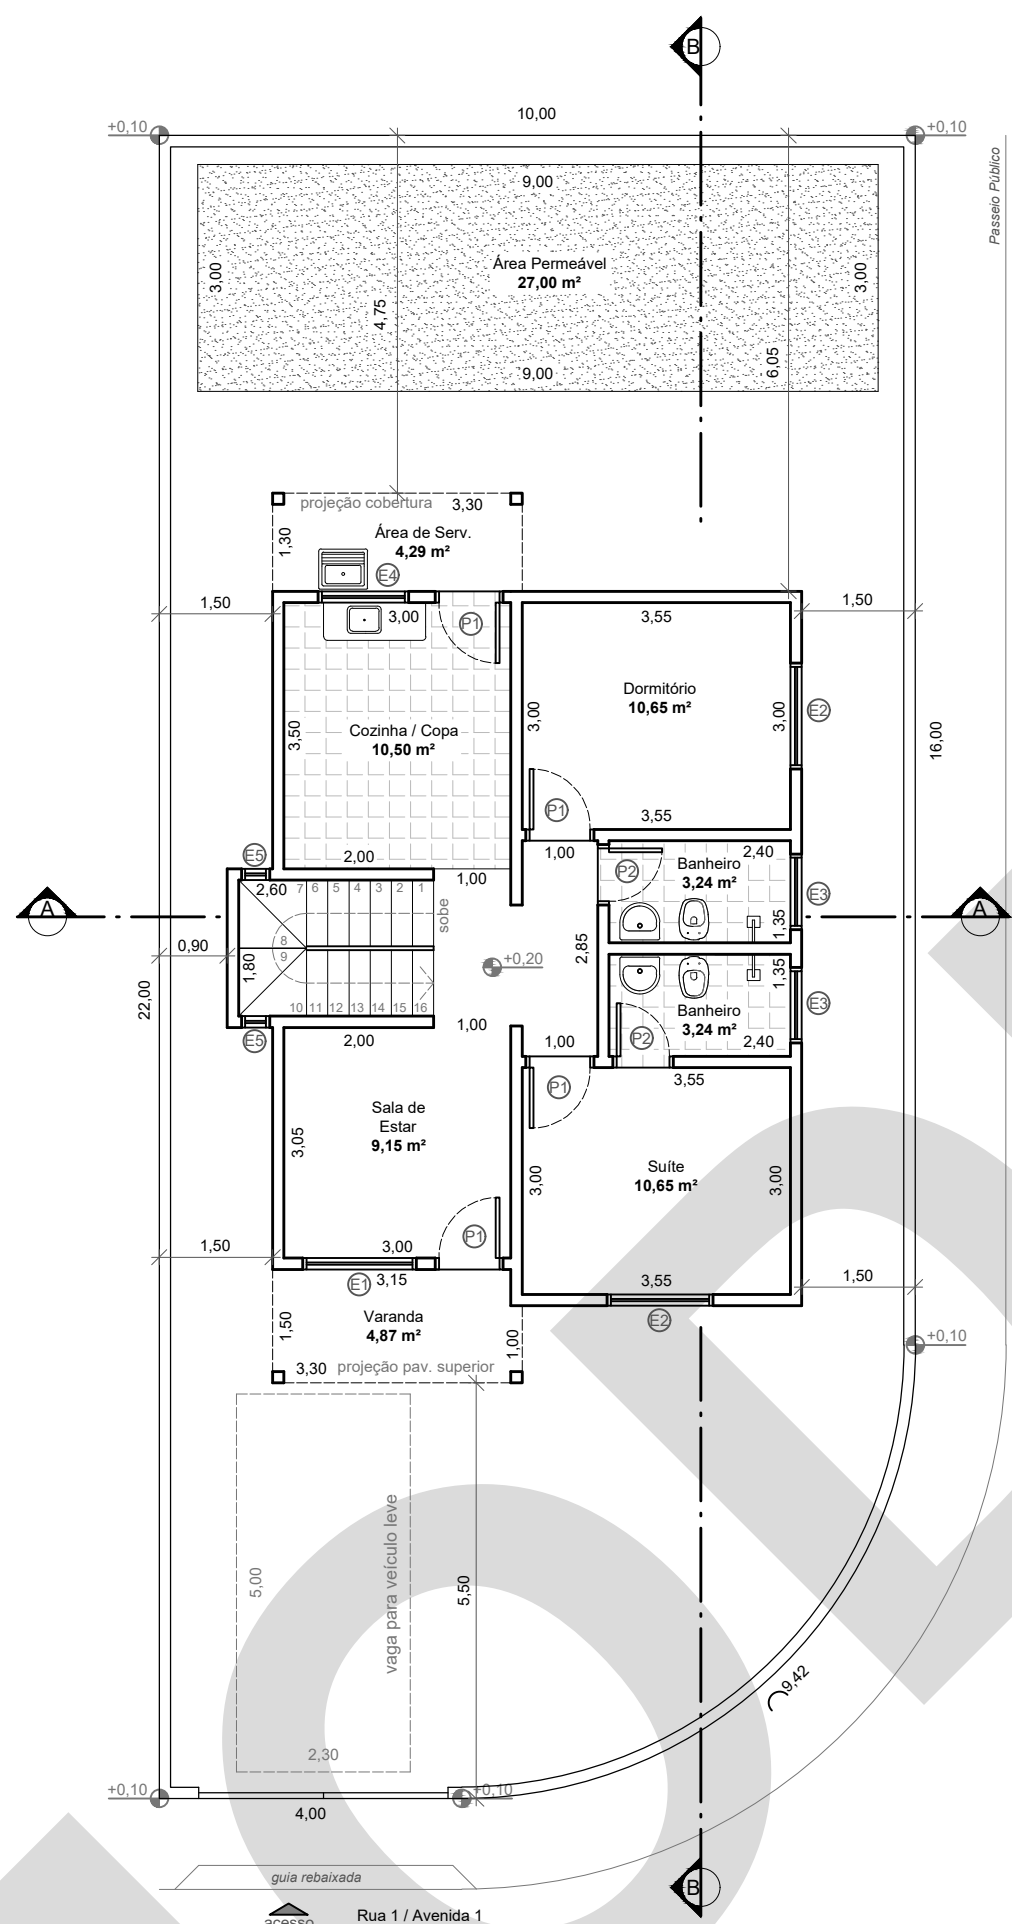 B
10,00
+0,10
+0,10
Passeio Público
9,00
3,00
Área Permeável
27,00 m²
3,00
4,75
6,05
9,00
projeção cobertura
3,30
1,30
Área de Serv.
4,29 m²
E4
1,50
3,00
P1
3,55
1,50
Dormitório
10,65 m²
3,50
Cozinha / Copa
10,50 m²
3,00
3,00
E2
16,00
P1
3,55
E5
2,00
1,00
1,00
P2
Banheiro
3,24 m²
2,40
E3
1,35
A
2,60
7 6 5 4 3 2 1
sobe
A
0,90
8
9
1,80
+0,20
2,85
22,00
10 11 12 13 14 15 16
1,35
Banheiro
3,24 m²
E3
P2
2,40
E5
2,00
1,00
1,00
3,55
P1
Sala de
Estar
9,15 m²
3,05
Suíte
10,65 m²
3,00
3,00
P1
1,50
3,00
E1
3,15
3,55
1,50
E2
Varanda
4,87 m²
1,50
1,00
+0,10
3,30
projeção pav. superior
5,00
vaga para veículo leve
5,50
2,30
9,42
+0,10
+0,10
4,00
guia rebaixada
B
acesso
Rua 1 / Avenida 1